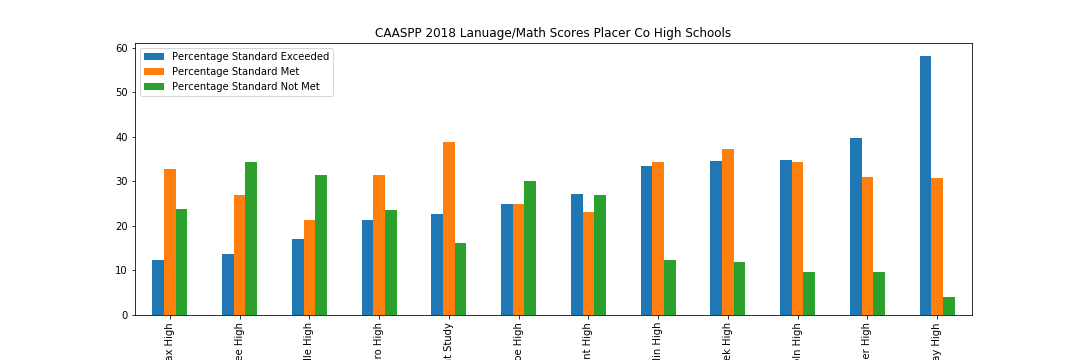 CAASPP 2018 Lanuage/Math Scores Placer Co High Schools
Percentage Standard Exceeded
Percentage Standard Met
Percentage Standard Not Met
60
50
40
30
20
10
0
ax High
ee High
lle High
ro High
t Study
oe High
nt High
lin High
ek High
oln High
er High
ay High